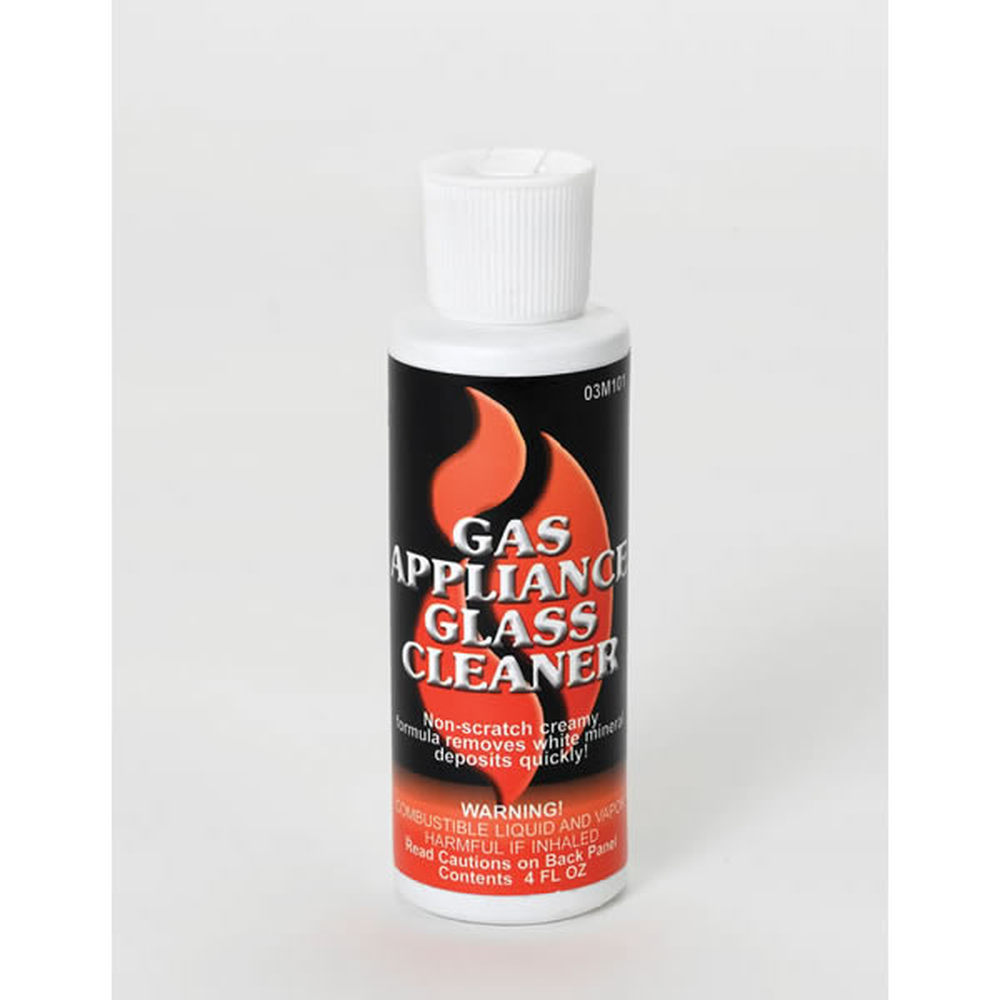 03M101
GAS
APPLIANCE
GLASS
CLEANER
Non-scratch creamy
formula removes white mineral
deposits quickly!
WARNING!
COMBUSTIBLE LIQUID AND VAPOR
HARMFUL IF INHALED
Read Cautions on Back Panel
Contents 4 FL OZ